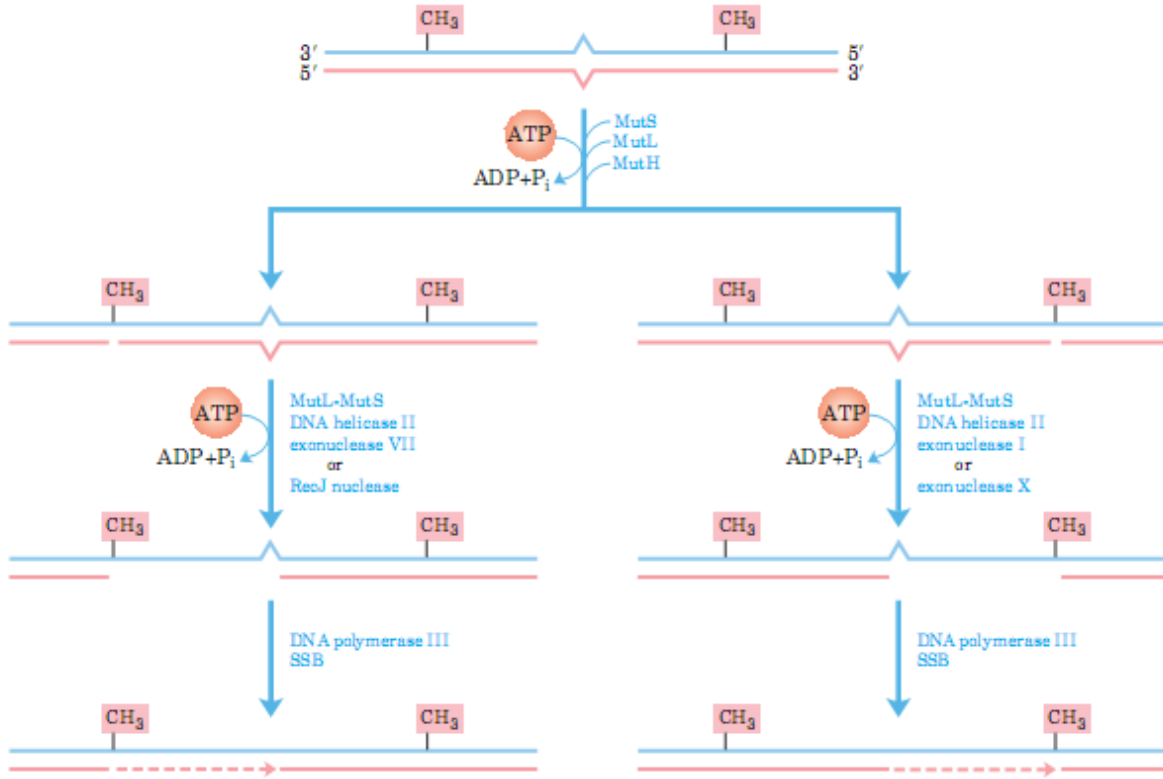 CH3 CH3
3′ 5′
5′ 3′
ATP MutS
MutL
ADP+Pi MutH
CH3 CH3 CH3 CH3
ATP MutL-MutS ATP MutL-MutS
DNA helicase II DNA helicase II
ADP+Pi exonuclease VII ADP+Pi exonuclease I
or or
RecJ nuclease exonuclease X
CH3 CH3 CH3 CH3
DNA polymerase III DNA polymerase III
SSB SSB
CH3 CH3 CH3 CH3